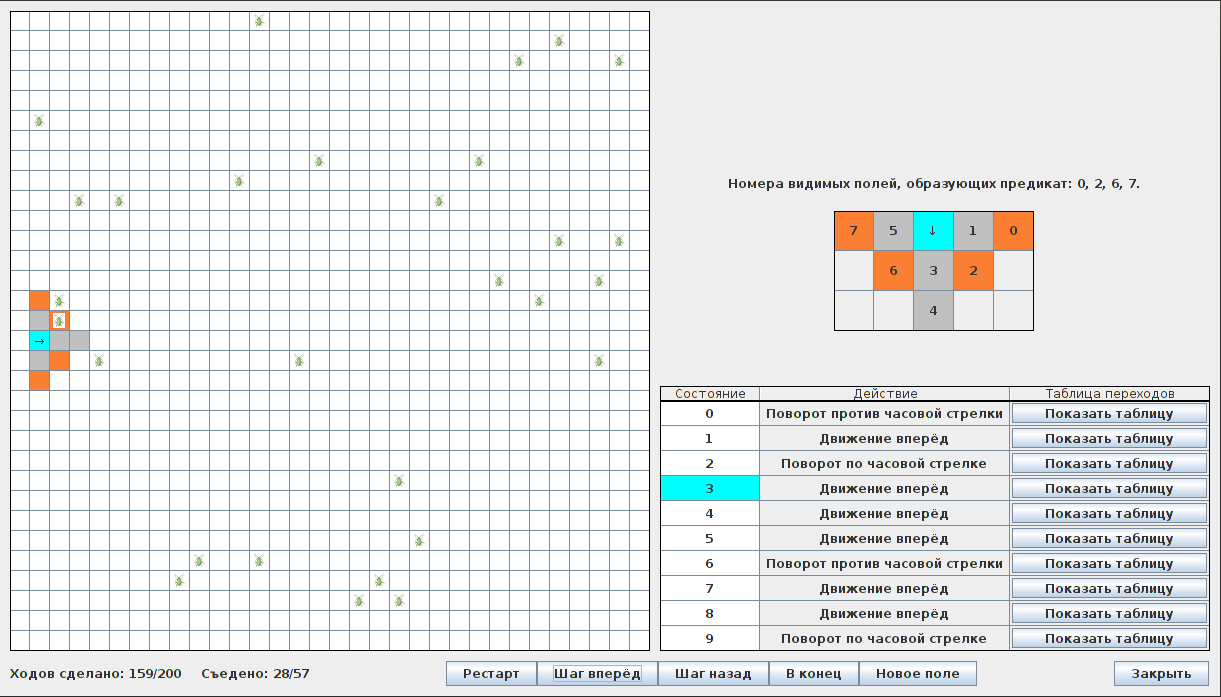 Номера видимых полей, образующих предикат: 0, 2, 6, 7.
7 5 ↓ 1 0
6 3 2
4
→
Состояние Действие Таблица переходов
0 Поворот против часовой стрелки Показать таблицу
1 Движение вперёд Показать таблицу
2 Поворот по часовой стрелке Показать таблицу
3 Движение вперёд Показать таблицу
4 Движение вперёд Показать таблицу
5 Движение вперёд Показать таблицу
6 Поворот против часовой стрелки Показать таблицу
7 Движение вперёд Показать таблицу
8 Движение вперёд Показать таблицу
9 Поворот по часовой стрелке Показать таблицу
Ходов сделано: 159/200 Съедено: 28/57 Рестарт Шаг вперёд Шаг назад В конец Новое поле Закрыть